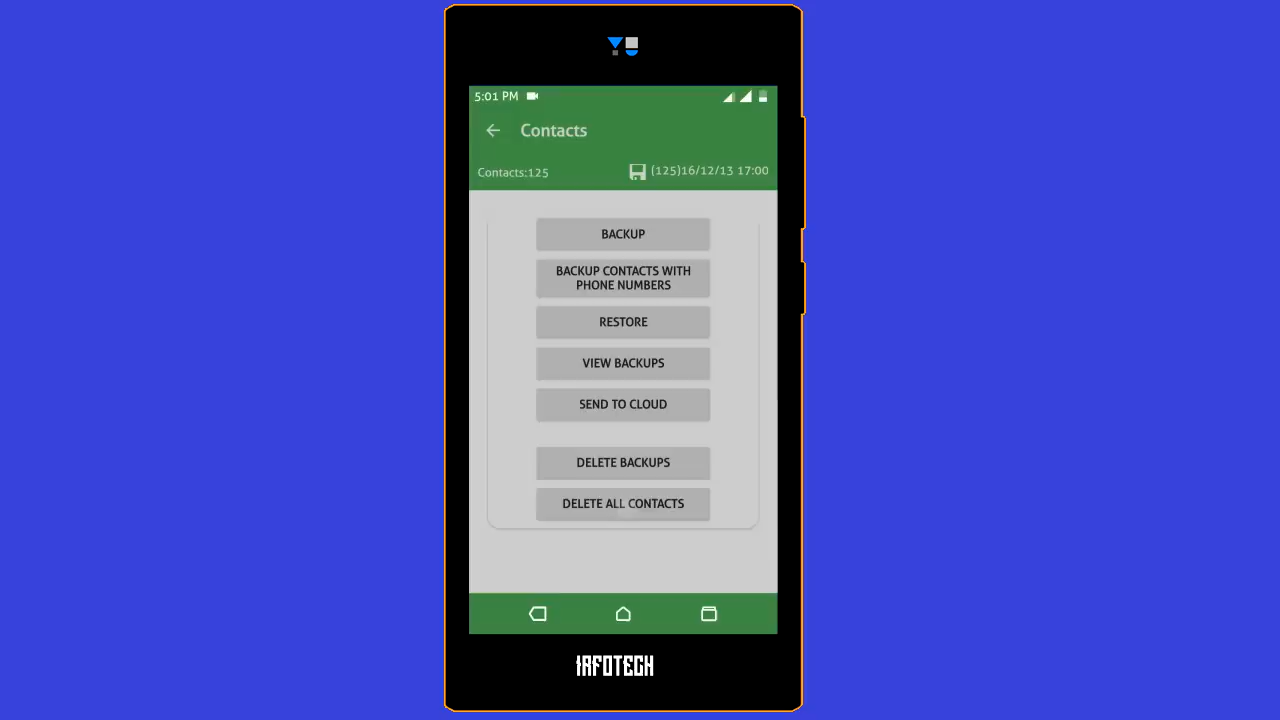 5:01 PM
Contacts
Contacts:125
(125)16/12/13 17:00
BACKUP
BACKUP CONTACTS WITH
PHONE NUMBERS
RESTORE
VIEW BACKUPS
SEND TO CLOUD
DELETE BACKUPS
DELETE ALL CONTACTS
IRFOTECH